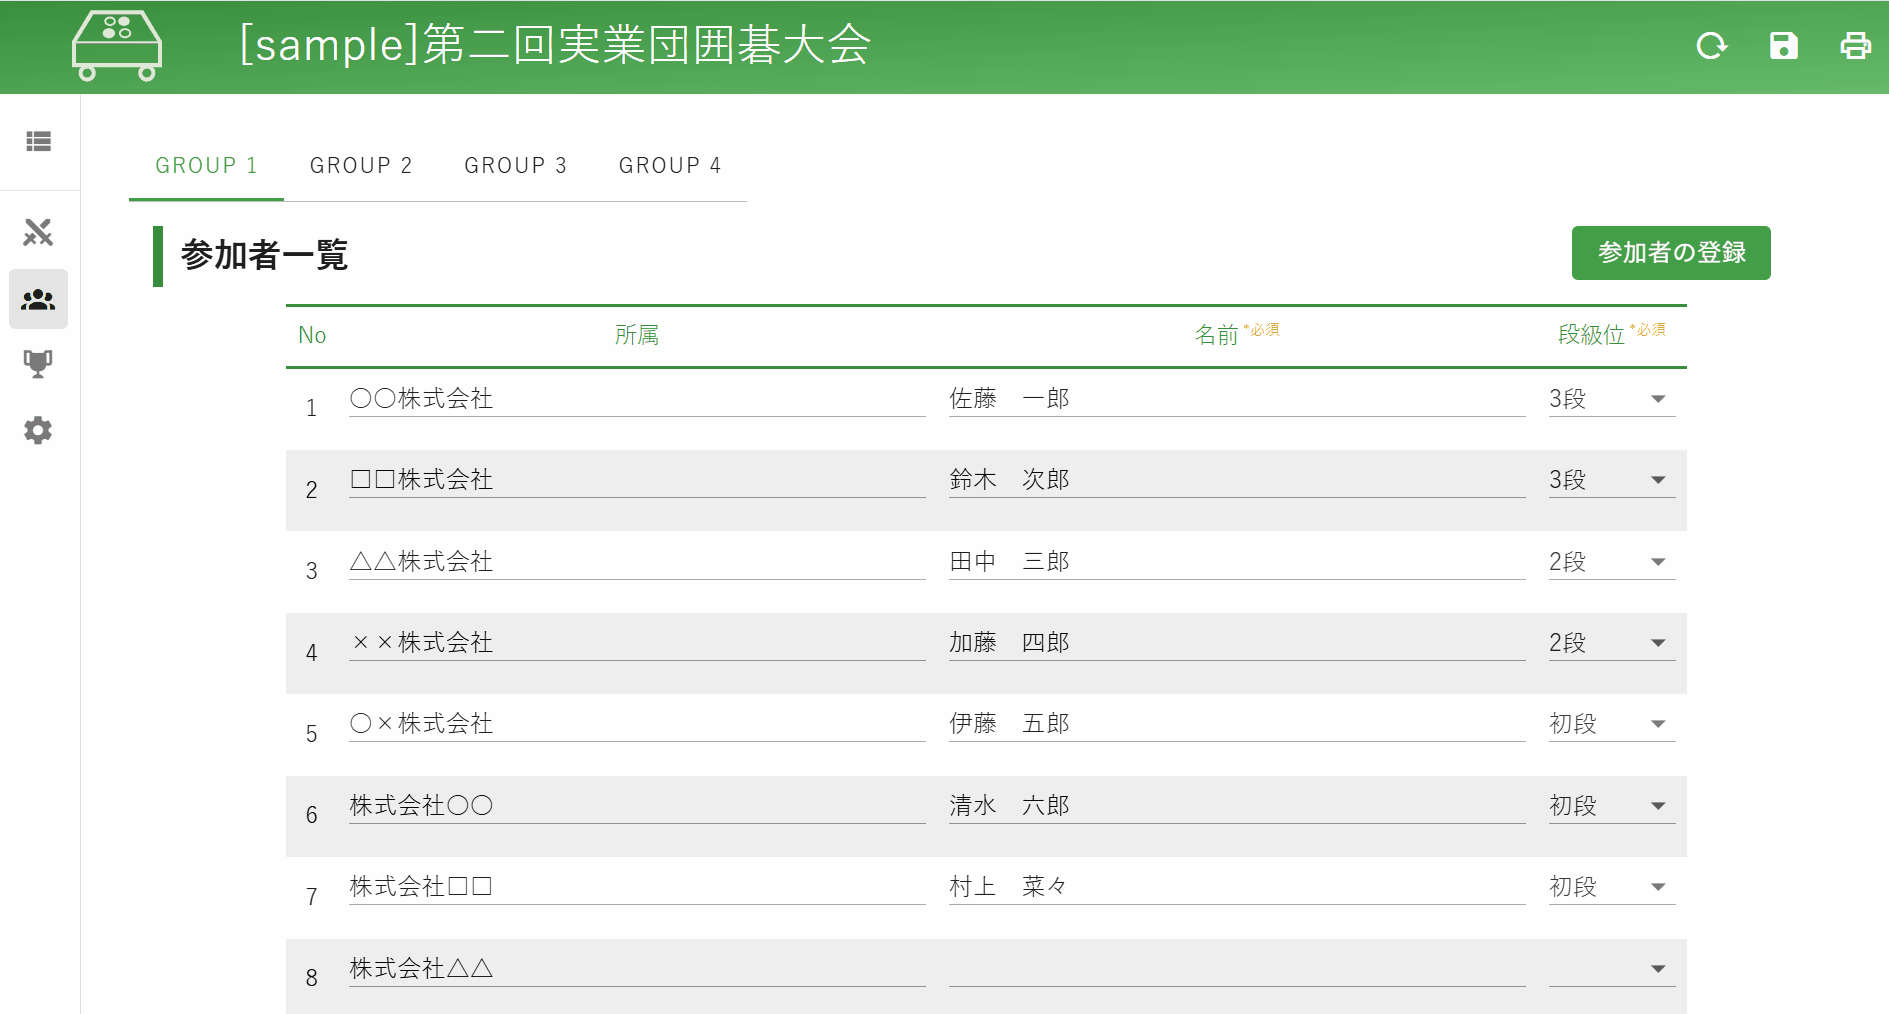 [sample]第二回実業団囲碁大会
GROUP 1 GROUP 2 GROUP 3 GROUP 4
参加者一覧 参加者の登録
No 所属 名前 *必須 段級位 *必須
1 〇〇株式会社 佐藤　一郎 3段
2 □□株式会社 鈴木　次郎 3段
3 △△株式会社 田中　三郎 2段
4 ××株式会社 加藤　四郎 2段
5 〇×株式会社 伊藤　五郎 初段
6 株式会社〇〇 清水　六郎 初段
7 株式会社□□ 村上　菜々 初段
8 株式会社△△